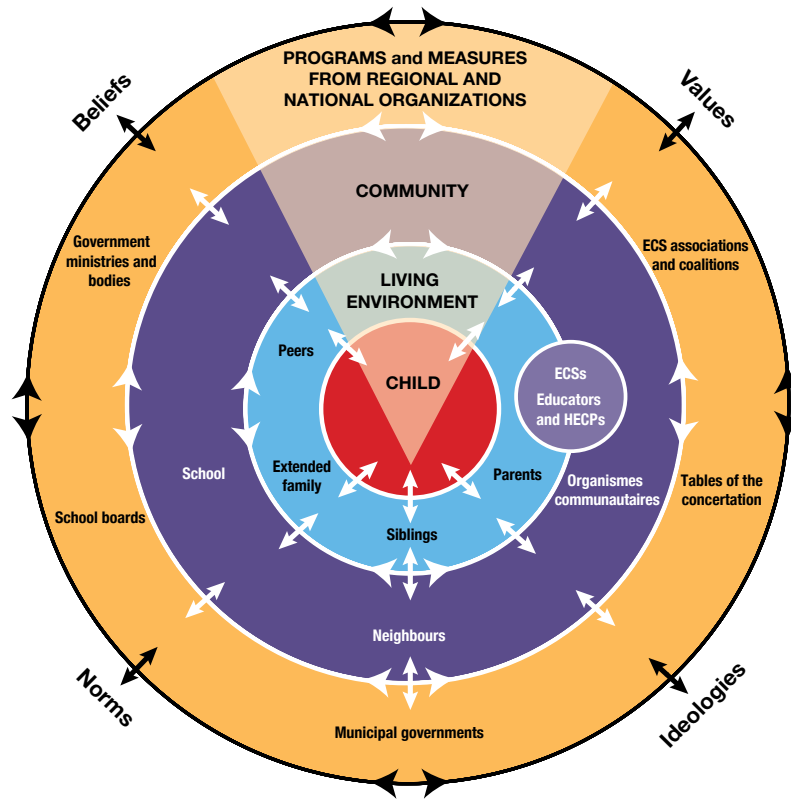 PROGRAMS and MEASURES
FROM REGIONAL AND
NATIONAL ORGANIZATIONS
Beliefs
Values
COMMUNITY
Government
ministries and
bodies
ECS associations
and coalitions
LIVING
ENVIRONMENT
Peers
CHILD
ECSs
Educators
and HECPs
School
Extended
family
Parents
Organismes
communautaires
Tables of the
concertation
School boards
Siblings
Neighbours
Norms
Ideologies
Municipal governments